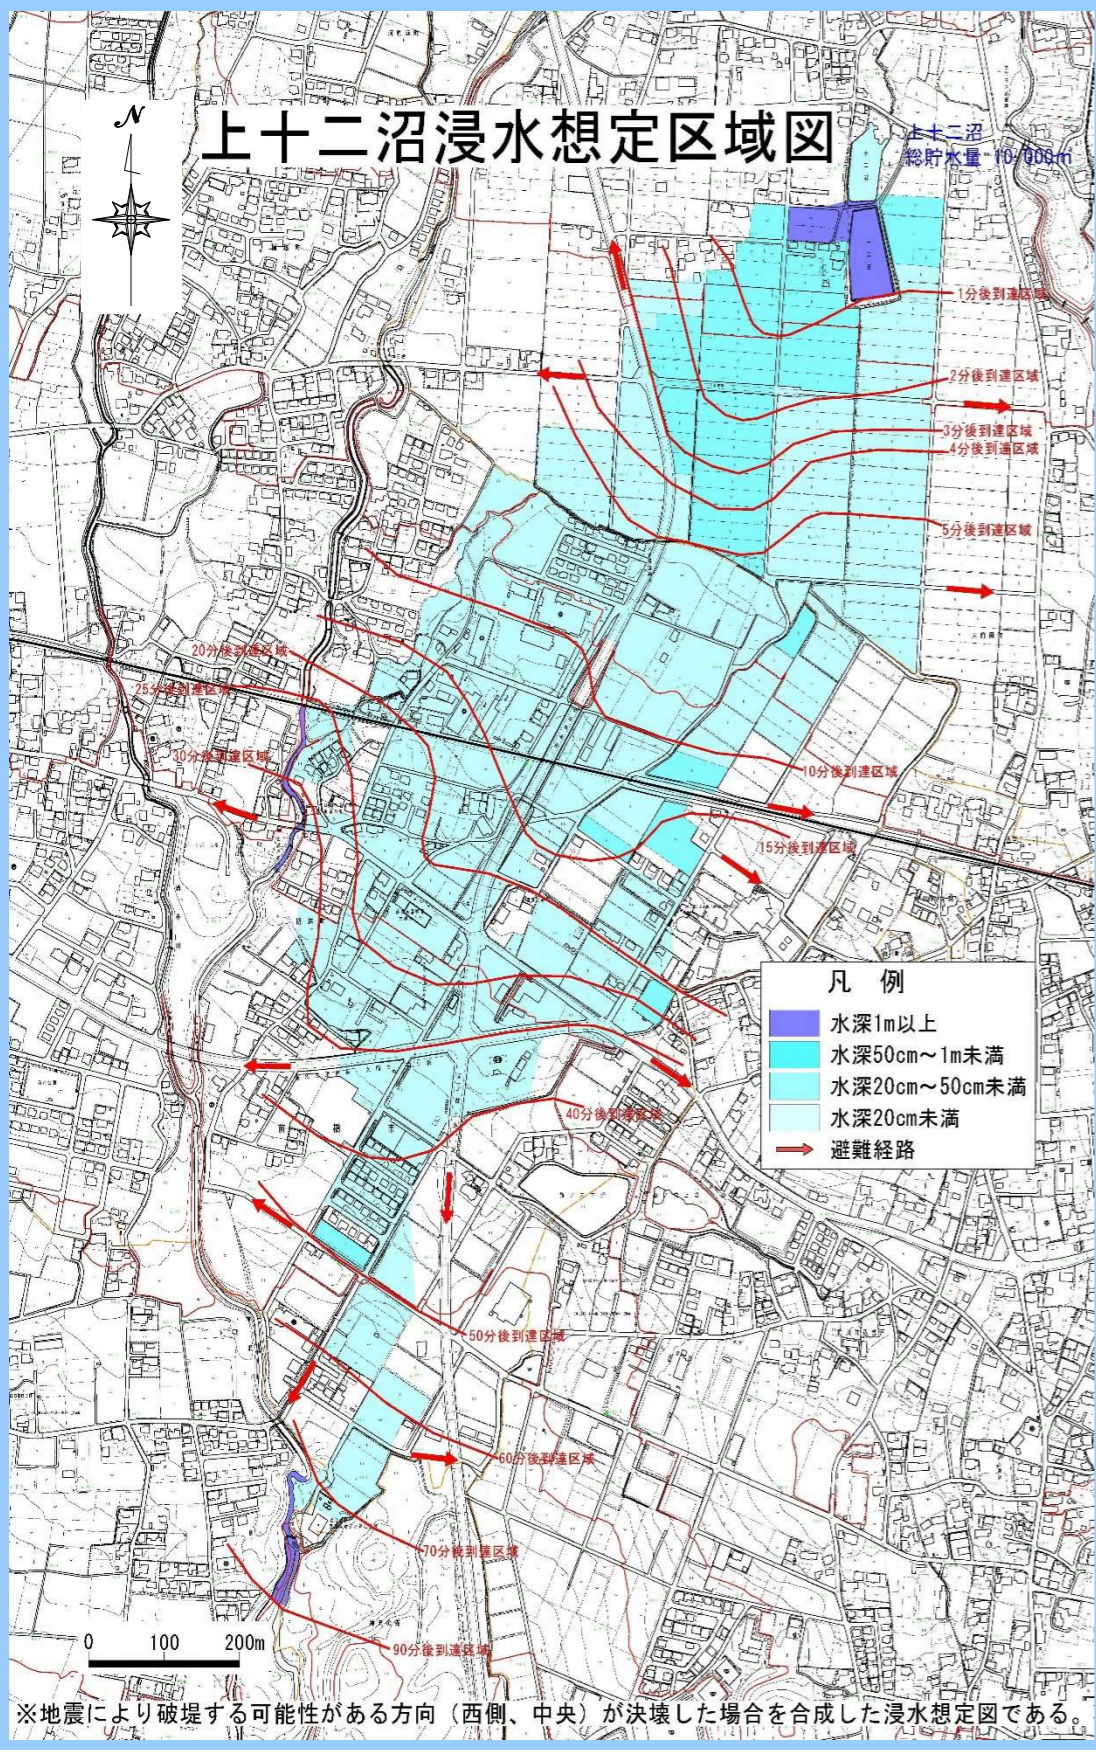 N
上十二沼浸水想定区域図
上十二沼
総貯水量 10,000㎥
1分後到達区域
2分後到達区域
3分後到達区域
4分後到達区域
5分後到達区域
20分後到達区域
25分後到達区域
30分後到達区域
10分後到達区域
15分後到達区域
凡 例
水深1m以上
水深50cm～1m未満
水深20cm～50cm未満
水深20cm未満
避難経路
40分後到達区域
前橋市
50分後到達区域
60分後到達区域
70分後到達区域
90分後到達区域
0 100 200m
※地震により破堤する可能性がある方向（西側、中央）が決壊した場合を合成した浸水想定図である。